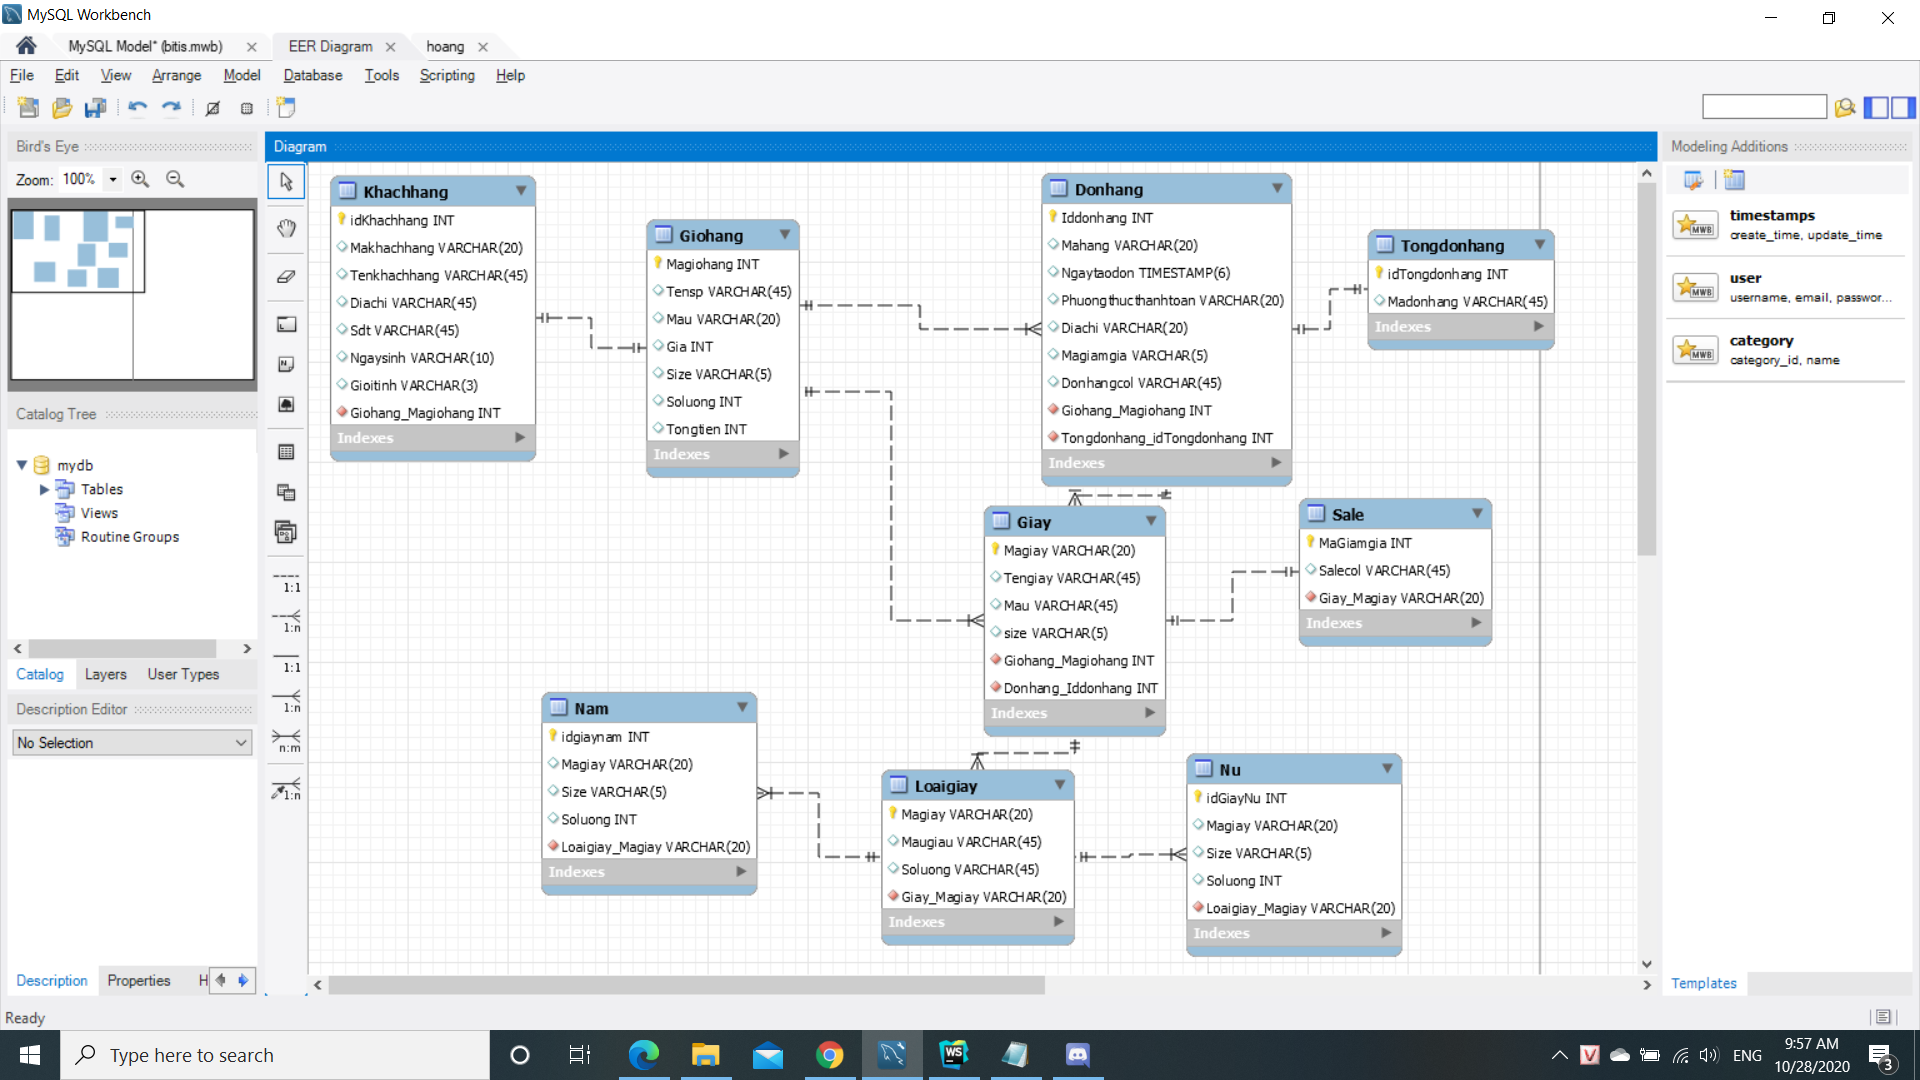 MySQL Workbench
MySQL Model* (bitis.mwb)
EER Diagram
hoang
File Edit View Arrange Model Database Tools Scripting Help
Bird's Eye
Zoom: 100%
Catalog Tree
mydb
Tables
Views
Routine Groups
Catalog Layers User Types
Description Editor
No Selection
Description Properties H
Ready
1:1
1:n
1:1
1:n
n:m
1:n
Diagram
Khachhang
idKhachhang INT
Makhachhang VARCHAR(20)
Tenkhachhang VARCHAR(45)
Diachi VARCHAR(45)
Sdt VARCHAR(45)
Ngaysinh VARCHAR(10)
Gioitinh VARCHAR(3)
Giohang_Magiohang INT
Indexes
Giohang
Magiohang INT
Tensp VARCHAR(45)
Mau VARCHAR(20)
Gia INT
Size VARCHAR(5)
Soluong INT
Tongtien INT
Indexes
Donhang
Iddonhang INT
Mahang VARCHAR(20)
Ngaytaodon TIMESTAMP(6)
Phuongthucthanhtoan VARCHAR(20)
Diachi VARCHAR(20)
Magiamgia VARCHAR(5)
Donhangcol VARCHAR(45)
Giohang_Magiohang INT
Tongdonhang_idTongdonhang INT
Indexes
Tongdonhang
idTongdonhang INT
Madonhang VARCHAR(45)
Indexes
Giay
Magiay VARCHAR(20)
Tengiay VARCHAR(45)
Mau VARCHAR(45)
size VARCHAR(5)
Giohang_Magiohang INT
Donhang_Iddonhang INT
Indexes
Sale
MaGiamgia INT
Salecol VARCHAR(45)
Giay_Magiay VARCHAR(20)
Indexes
Nam
idgiaynam INT
Magiay VARCHAR(20)
Size VARCHAR(5)
Soluong INT
Loaigiay_Magiay VARCHAR(20)
Indexes
Loaigiay
Magiay VARCHAR(20)
Maugiau VARCHAR(45)
Soluong VARCHAR(45)
Giay_Magiay VARCHAR(20)
Indexes
Nu
idGiayNu INT
Magiay VARCHAR(20)
Size VARCHAR(5)
Soluong INT
Loaigiay_Magiay VARCHAR(20)
Indexes
Modeling Additions
MWB
timestamps
create_time, update_time
MWB
user
username, email, passwor...
MWB
category
category_id, name
Templates
Type here to search
WS
V
ENG
9:57 AM
10/28/2020
3